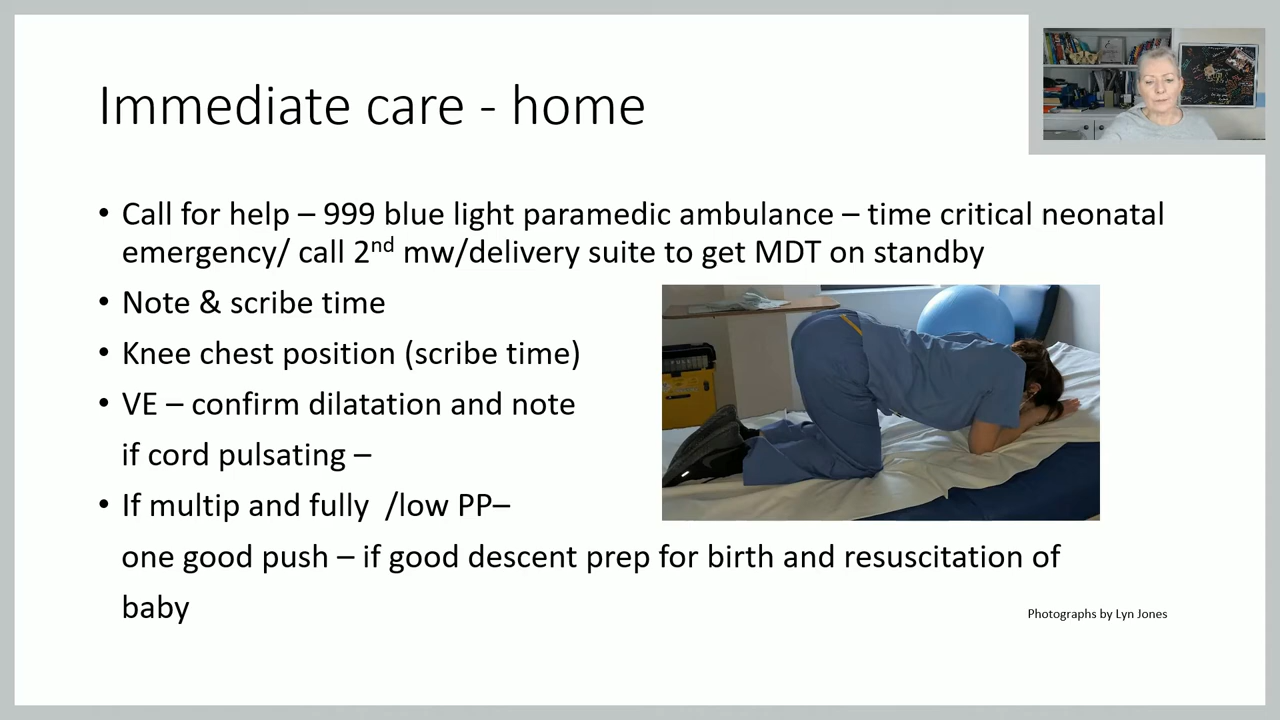 Immediate care - home
• Call for help – 999 blue light paramedic ambulance – time critical neonatal
emergency/ call 2nd mw/delivery suite to get MDT on standby
• Note & scribe time
• Knee chest position (scribe time)
• VE – confirm dilatation and note
if cord pulsating –
• If multip and fully /low PP–
one good push – if good descent prep for birth and resuscitation of
baby
Photographs by Lyn Jones